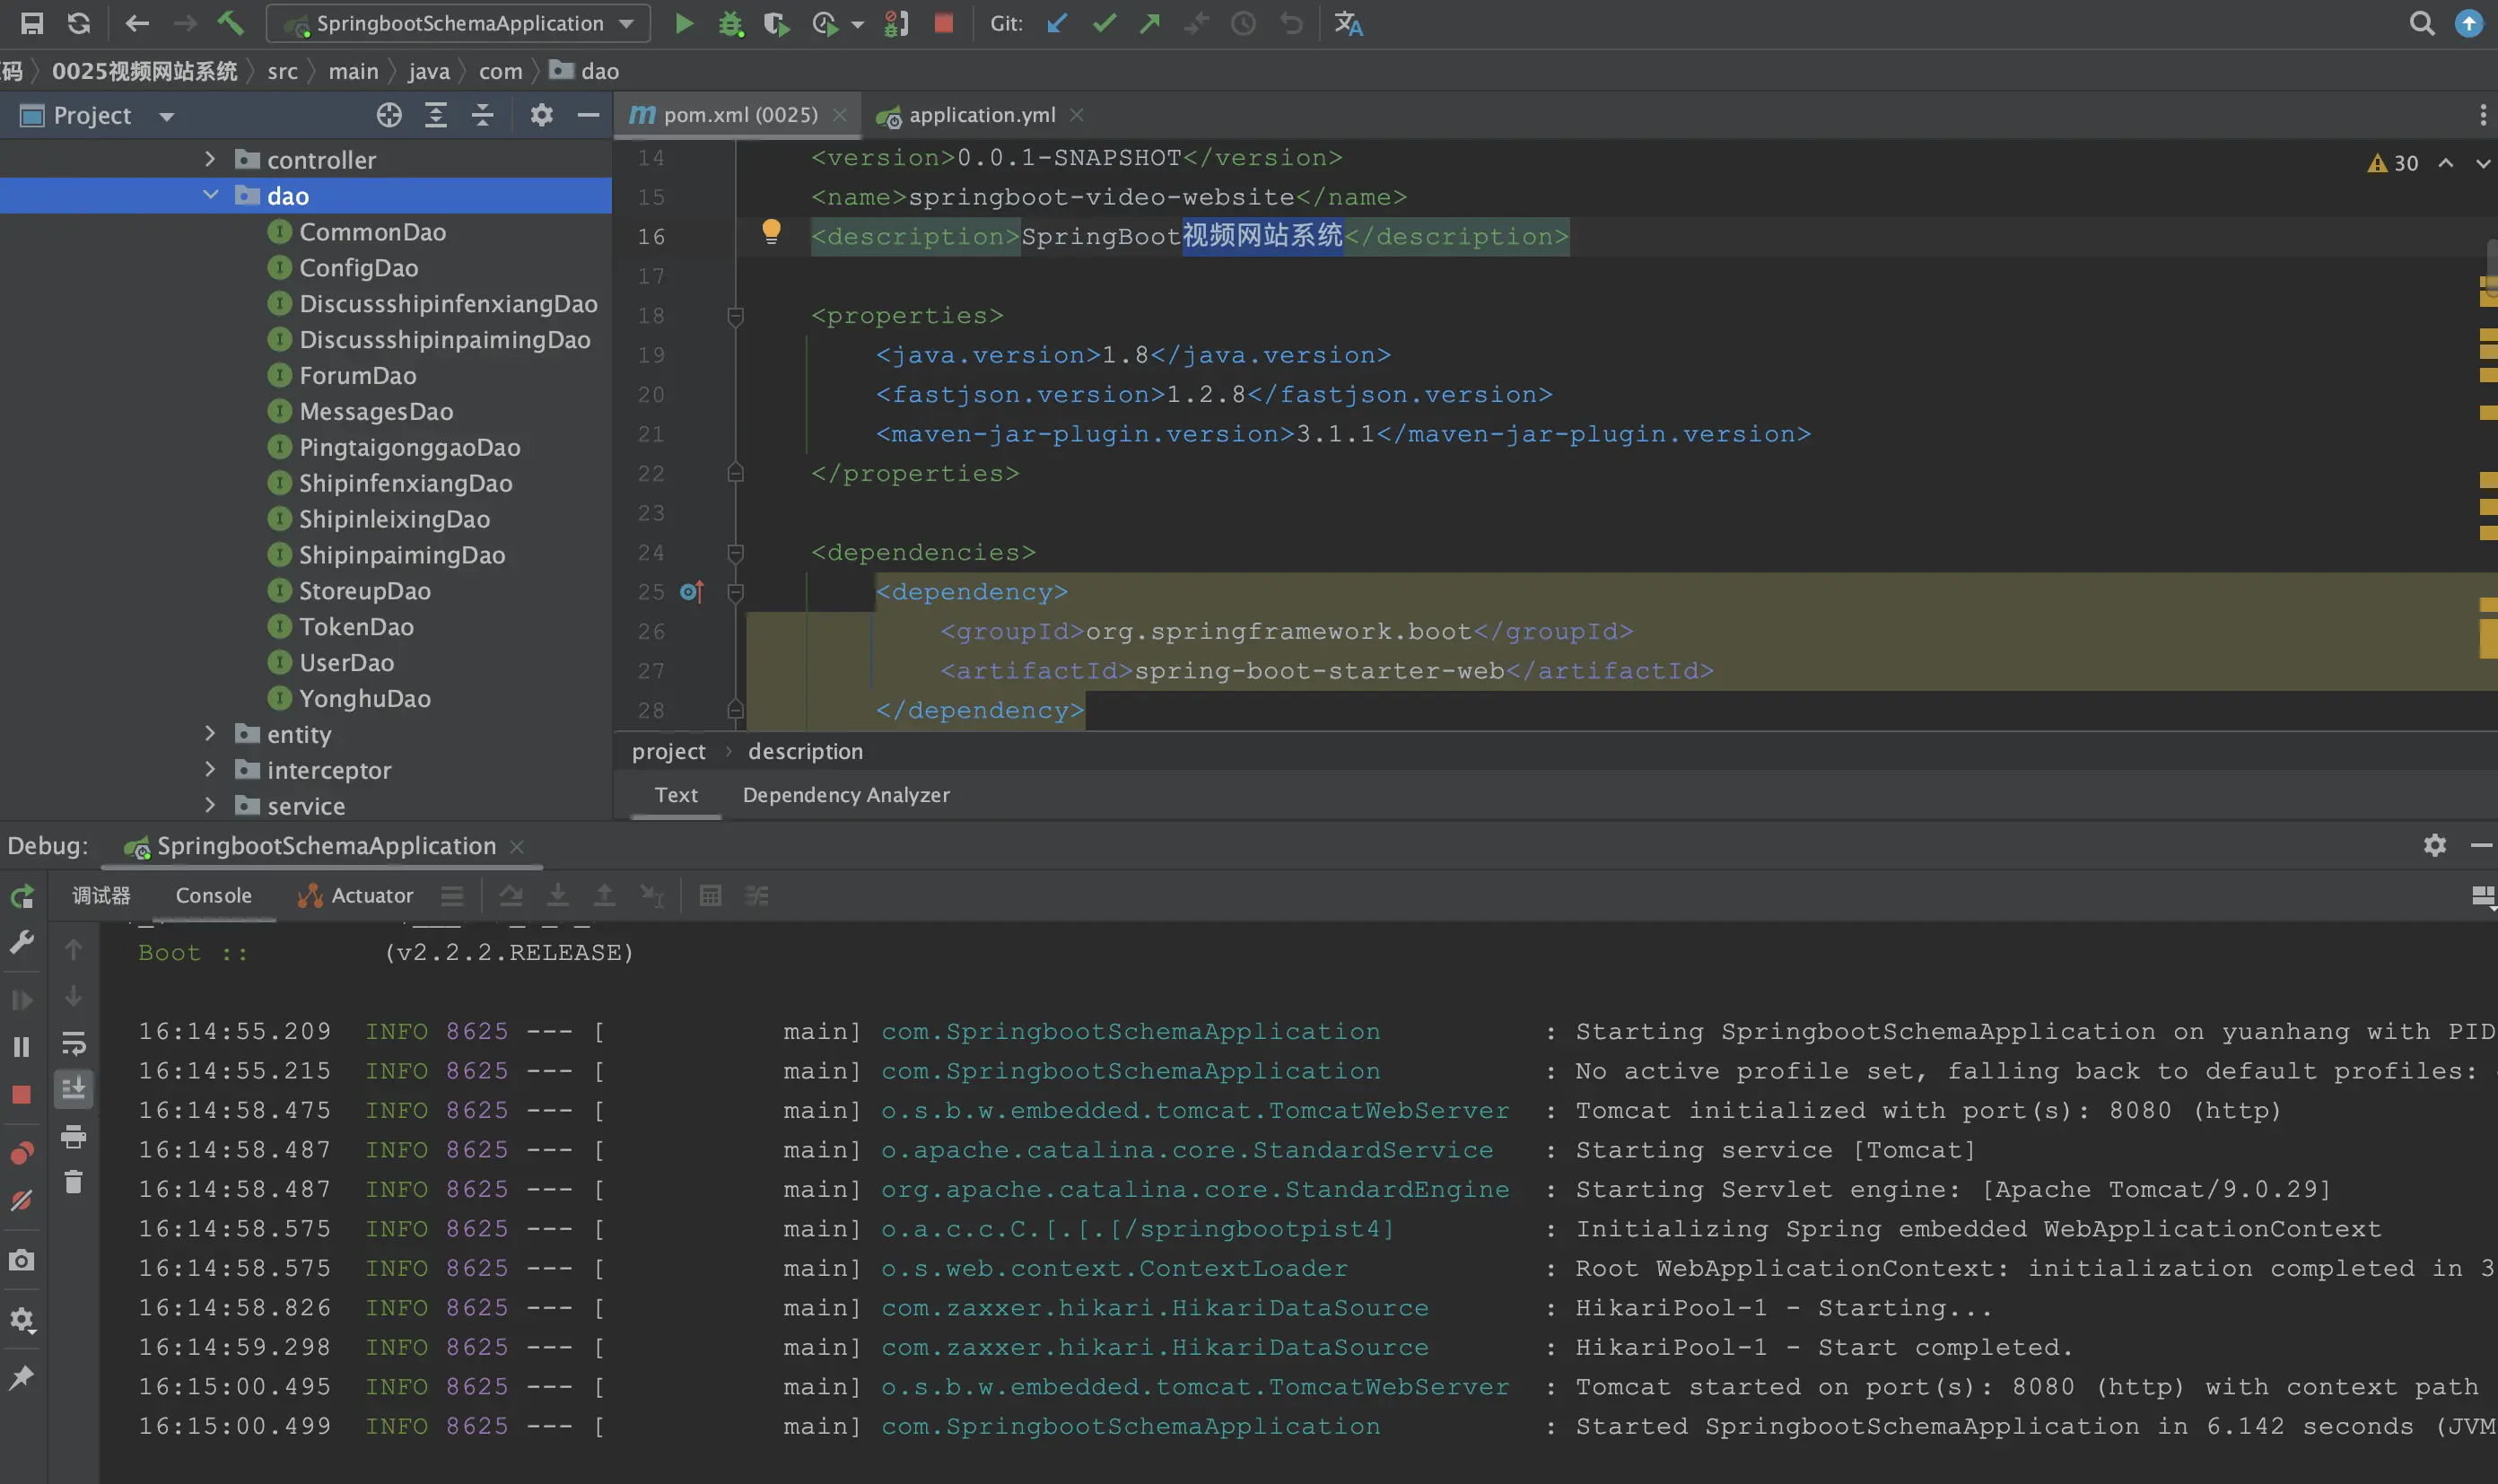 SpringbootSchemaApplication Git:
码 0025视频网站系统 src main java com dao
Project
controller
dao
CommonDao
ConfigDao
DiscussshipinfenxiangDao
DiscussshipinpaimingDao
ForumDao
MessagesDao
PingtaigonggaoDao
ShipinfenxiangDao
ShipinleixingDao
ShipinpaimingDao
StoreupDao
TokenDao
UserDao
YonghuDao
entity
interceptor
service
pom.xml (0025) application.yml
30
14 <version>0.0.1-SNAPSHOT</version>
15 <name>springboot-video-website</name>
16 <description>SpringBoot视频网站系统</description>
17
18 <properties>
19 <java.version>1.8</java.version>
20 <fastjson.version>1.2.8</fastjson.version>
21 <maven-jar-plugin.version>3.1.1</maven-jar-plugin.version>
22 </properties>
23
24 <dependencies>
25 <dependency>
26 <groupId>org.springframework.boot</groupId>
27 <artifactId>spring-boot-starter-web</artifactId>
28 </dependency>
project description
Text Dependency Analyzer
Debug: SpringbootSchemaApplication
调试器 Console Actuator
Boot :: (v2.2.2.RELEASE)
16:14:55.209 INFO 8625 --- [ main] com.SpringbootSchemaApplication : Starting SpringbootSchemaApplication on yuanhang with PID
16:14:55.215 INFO 8625 --- [ main] com.SpringbootSchemaApplication : No active profile set, falling back to default profiles:
16:14:58.475 INFO 8625 --- [ main] o.s.b.w.embedded.tomcat.TomcatWebServer : Tomcat initialized with port(s): 8080 (http)
16:14:58.487 INFO 8625 --- [ main] o.apache.catalina.core.StandardService : Starting service [Tomcat]
16:14:58.487 INFO 8625 --- [ main] org.apache.catalina.core.StandardEngine : Starting Servlet engine: [Apache Tomcat/9.0.29]
16:14:58.575 INFO 8625 --- [ main] o.a.c.c.C.[.[.[/springbootpist4] : Initializing Spring embedded WebApplicationContext
16:14:58.575 INFO 8625 --- [ main] o.s.web.context.ContextLoader : Root WebApplicationContext: initialization completed in 3
16:14:58.826 INFO 8625 --- [ main] com.zaxxer.hikari.HikariDataSource : HikariPool-1 - Starting...
16:14:59.298 INFO 8625 --- [ main] com.zaxxer.hikari.HikariDataSource : HikariPool-1 - Start completed.
16:15:00.495 INFO 8625 --- [ main] o.s.b.w.embedded.tomcat.TomcatWebServer : Tomcat started on port(s): 8080 (http) with context path
16:15:00.499 INFO 8625 --- [ main] com.SpringbootSchemaApplication : Started SpringbootSchemaApplication in 6.142 seconds (JVM